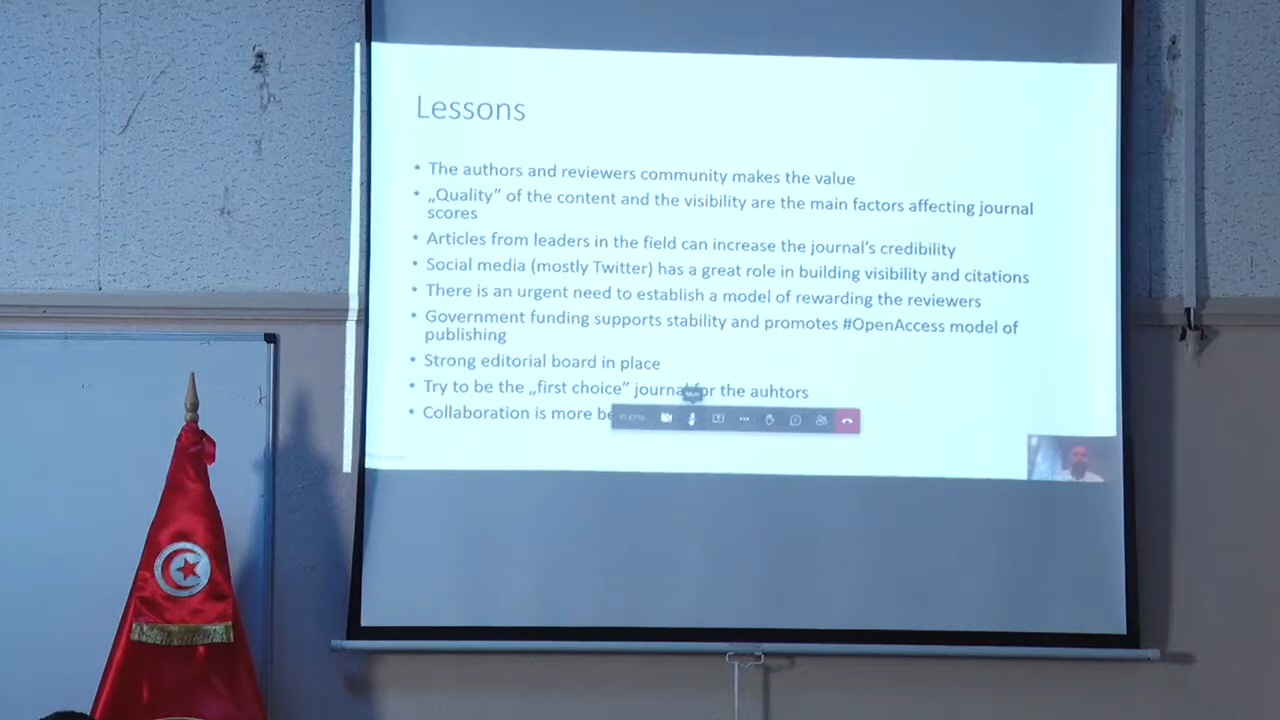 Lessons
• The authors and reviewers community makes the value
• „Quality” of the content and the visibility are the main factors affecting journal
scores
• Articles from leaders in the field can increase the journal's credibility
• Social media (mostly Twitter) has a great role in building visibility and citations
• There is an urgent need to establish a model of rewarding the reviewers
• Government funding supports stability and promotes #OpenAccess model of
publishing
• Strong editorial board in place
• Try to be the „first choice” journal for the auhtors
• Collaboration is more